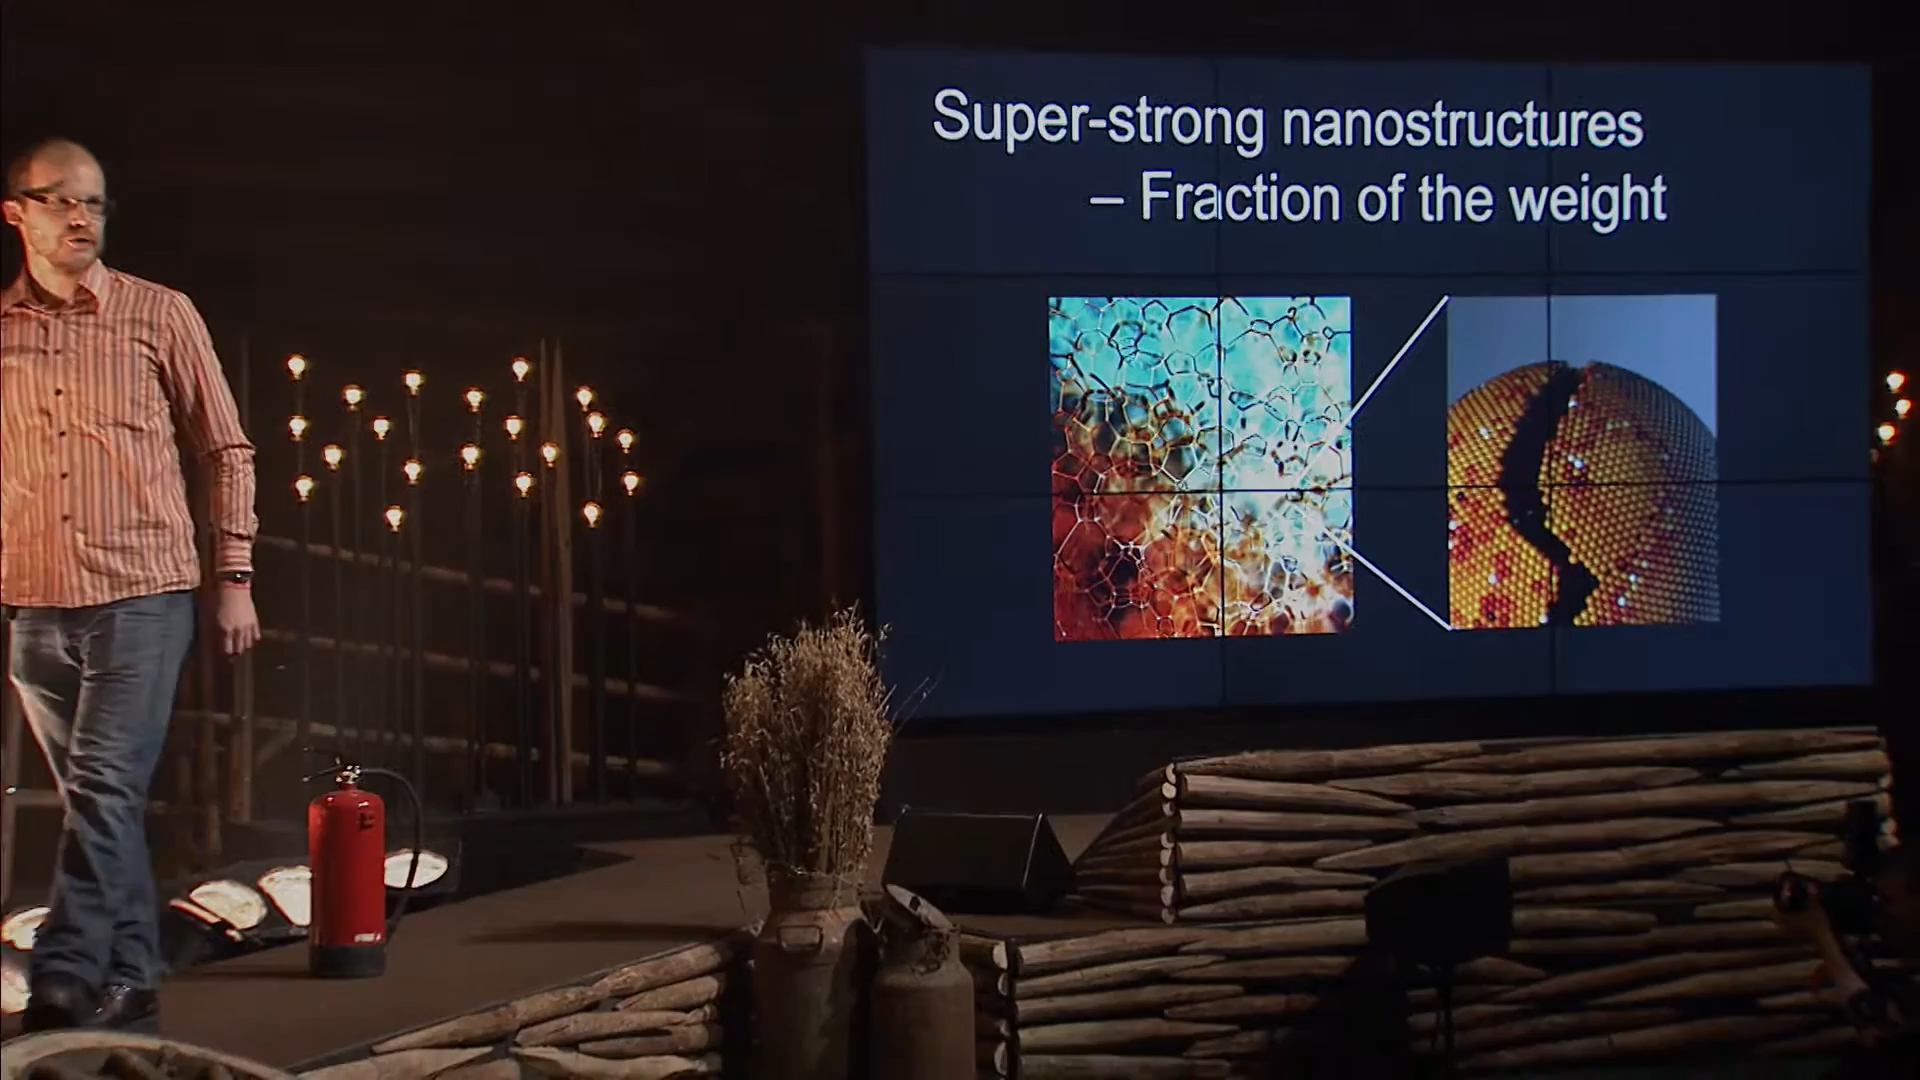 Super-strong nanostructures
– Fraction of the weight